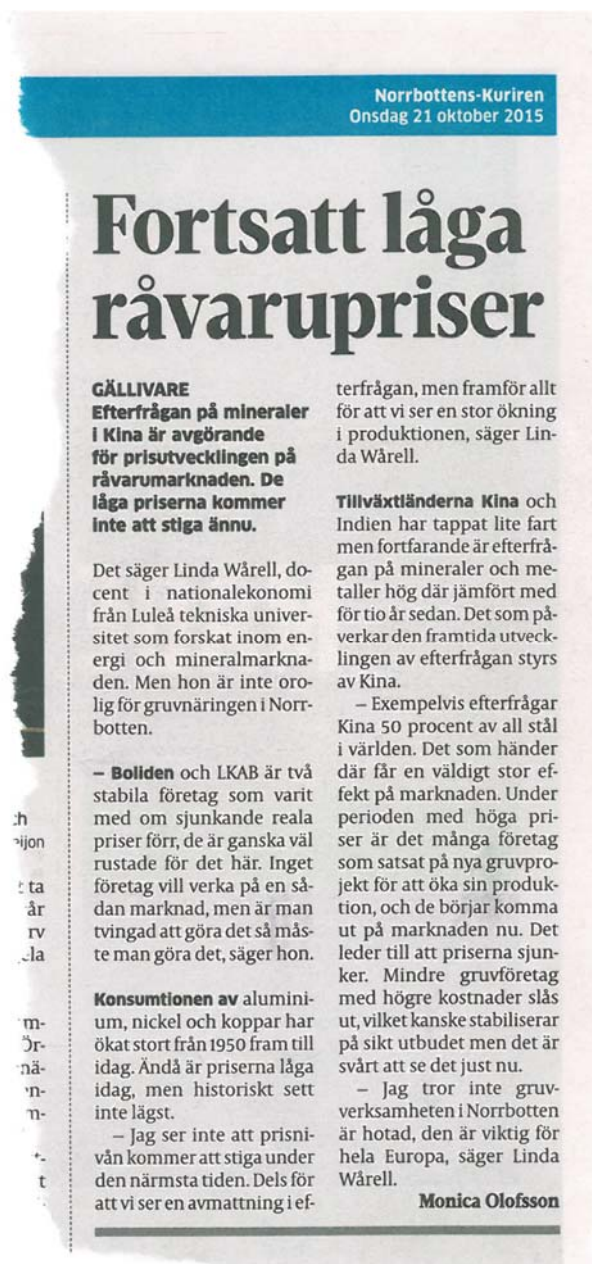 Norrbottens-Kuriren
Onsdag 21 oktober 2015
Fortsatt låga
råvarupriser
GÄLLIVARE
Efterfrågan på mineraler
i Kina är avgörande
för prisutvecklingen på
råvarumarknaden. De
låga priserna kommer
inte att stiga ännu.
Det säger Linda Wårell, do-
cent i nationalekonomi
från Luleå tekniska univer-
sitet som forskat inom en-
ergi och mineralmarkna-
den. Men hon är inte oro-
lig för gruvnäringen i Norr-
botten.
– Boliden och LKAB är två
stabila företag som varit
med om sjunkande reala
priser förr, de är ganska väl
rustade för det här. Inget
företag vill verka på en så-
dan marknad, men är man
tvingad att göra det så mås-
te man göra det, säger hon.
Konsumtionen av alumini-
um, nickel och koppar har
ökat stort från 1950 fram till
idag. Ändå är priserna låga
idag, men historiskt sett
inte lägst.
– Jag ser inte att prisni-
vån kommer att stiga under
den närmsta tiden. Dels för
att vi ser en avmattning i ef-
terfrågan, men framför allt
för att vi ser en stor ökning
i produktionen, säger Lin-
da Wårell.
Tillväxtländerna Kina och
Indien har tappat lite fart
men fortfarande är efterfrå-
gan på mineraler och me-
taller hög där jämfört med
för tio år sedan. Det som på-
verkar den framtida utveck-
lingen av efterfrågan styrs
av Kina.
– Exempelvis efterfrågar
Kina 50 procent av all stål
i världen. Det som händer
där får en väldigt stor ef-
fekt på marknaden. Under
perioden med höga pri-
ser är det många företag
som satsat på nya gruvpro-
jekt för att öka sin produk-
tion, och de börjar komma
ut på marknaden nu. Det
leder till att priserna sjun-
ker. Mindre gruvföretag
med högre kostnader slås
ut, vilket kanske stabiliserar
på sikt utbudet men det är
svårt att se det just nu.
– Jag tror inte gruv-
verksamheten i Norrbotten
är hotad, den är viktig för
hela Europa, säger Linda
Wårell.
Monica Olofsson